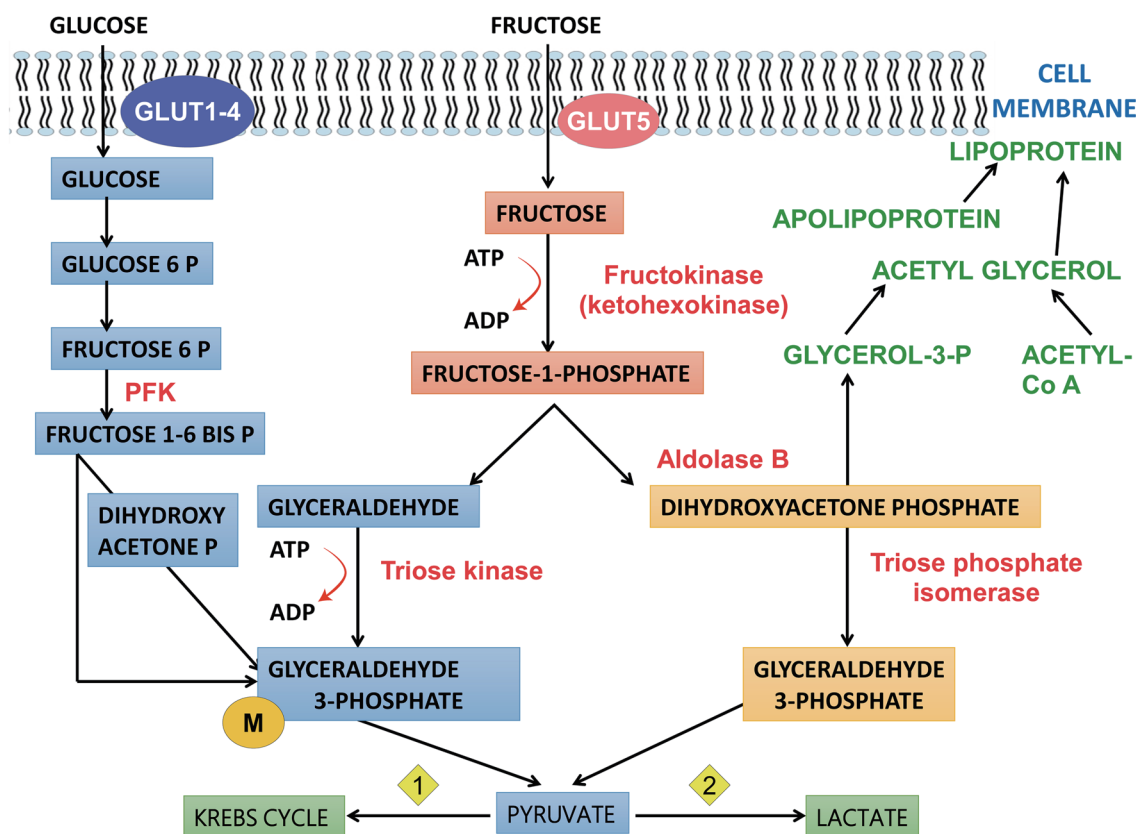 GLUCOSE
FRUCTOSE
CELL
MEMBRANE
GLUT1-4
GLUT5
LIPOPROTEIN
GLUCOSE
FRUCTOSE
APOLIPOPROTEIN
GLUCOSE 6 P
ATP
ADP
Fructokinase
(ketohexokinase)
ACETYL GLYCEROL
FRUCTOSE 6 P
FRUCTOSE-1-PHOSPHATE
GLYCEROL-3-P
ACETYL-
Co A
PFK
FRUCTOSE 1-6 BIS P
Aldolase B
DIHYDROXY
ACETONE P
GLYCERALDEHYDE
DIHYDROXYACETONE PHOSPHATE
ATP
ADP
Triose kinase
Triose phosphate
isomerase
GLYCERALDEHYDE
3-PHOSPHATE
GLYCERALDEHYDE
3-PHOSPHATE
M
1
2
KREBS CYCLE
PYRUVATE
LACTATE